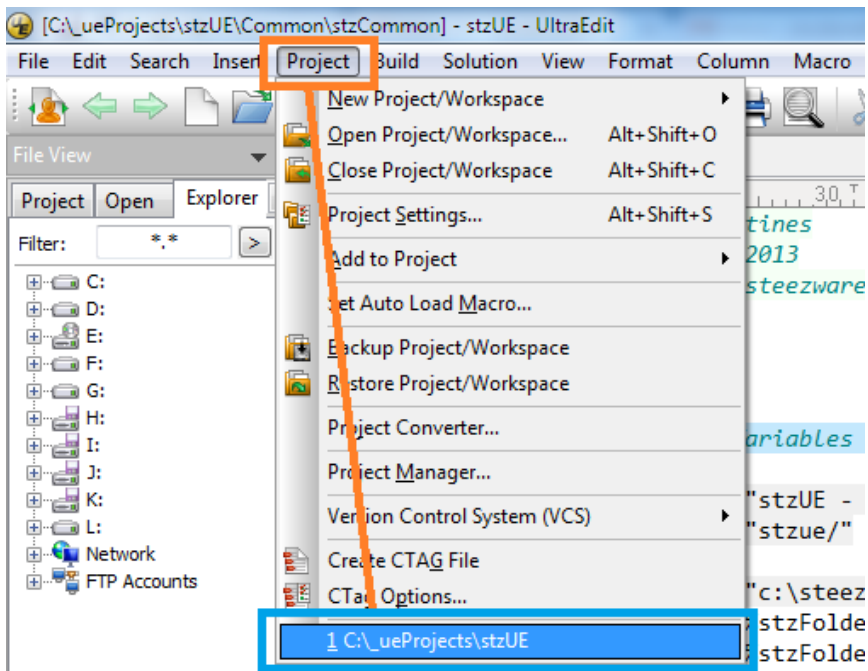 [C:\_ueProjects\stzUE\Common\stzCommon] - stzUE - UltraEdit
File Edit Search Insert Project Build Solution View Format Column Macro
File View
Project Open Explorer
Filter: *.* >
C:
D:
E:
F:
G:
H:
I:
J:
K:
L:
Network
FTP Accounts
New Project/Workspace
Open Project/Workspace... Alt+Shift+O
Close Project/Workspace Alt+Shift+C
Project Settings... Alt+Shift+S
Add to Project
Set Auto Load Macro...
Backup Project/Workspace
Restore Project/Workspace
Project Converter...
Project Manager...
Version Control System (VCS)
Create CTAG File
CTag Options...
1 C:\_ueProjects\stzUE
30
tines
2013
steezware
ariables
"stzUE -
"stzue/"
"c:\steez
stzFolde
stzFolde